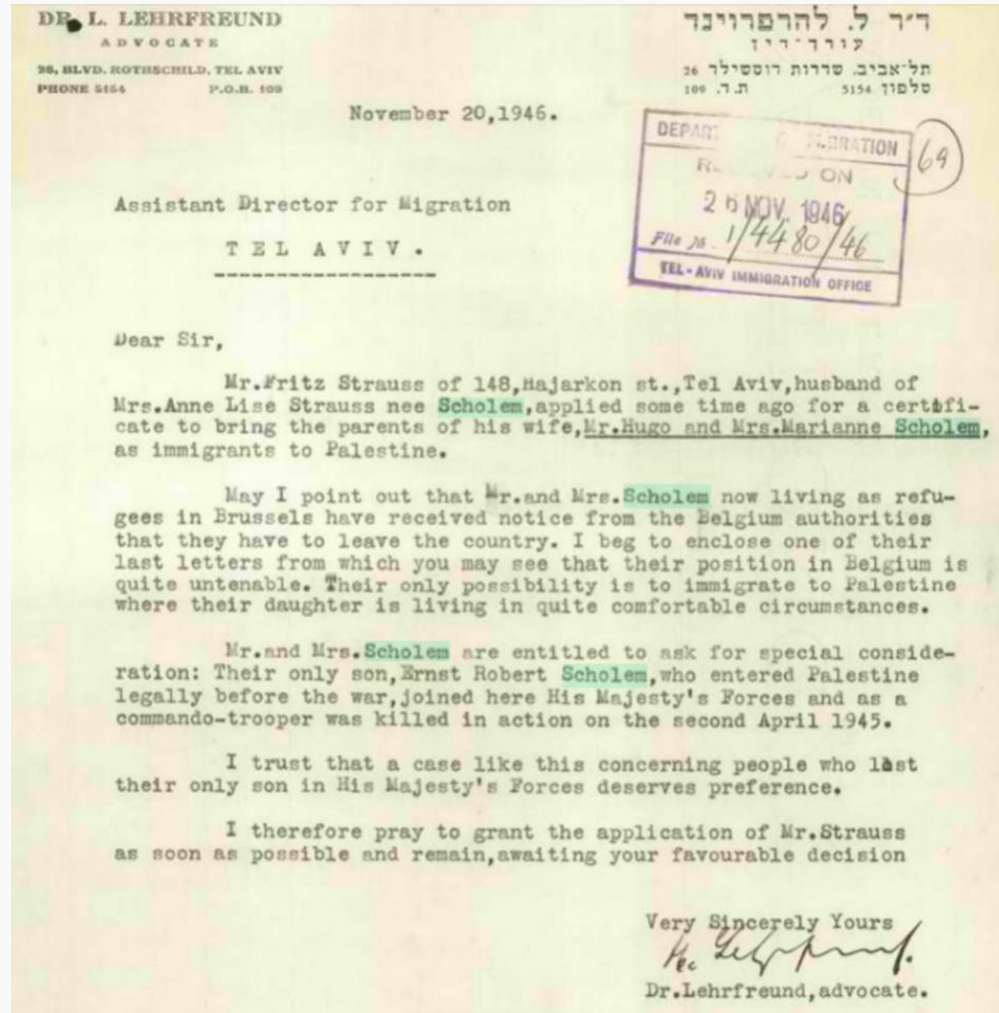 DR. L. LEHRFREUND
ADVOCATE
26, BLVD. ROTHSCHILD, TEL AVIV
PHONE 5154 P.O.B. 109
ד"ר ל. להרפרוינד
עורך-דין
תל-אביב, שדרות רוטשילד 26
טלפון 5154 ת.ד. 109
November 20,1946.
DEPAR RATION
ON
26 NOV. 1946
File No. 1/4480/46
TEL-AVIV IMMIGRATION OFFICE
69
Assistant Director for Migration
TEL AVIV.
Dear Sir,
Mr.Fritz Strauss of 148,Hajarkon st.,Tel Aviv,husband of
Mrs.Anne Lise Strauss nee Scholem,applied some time ago for a certifi-
cate to bring the parents of his wife,Mr.Hugo and Mrs.Marianne Scholem,
as immigrants to Palestine.
May I point out that Mr.and Mrs.Scholem now living as refu-
gees in Brussels have received notice from the Belgium authorities
that they have to leave the country. I beg to enclose one of their
last letters from which you may see that their position in Belgium is
quite untenable. Their only possibility is to immigrate to Palestine
where their daughter is living in quite comfortable circumstances.
Mr.and Mrs.Scholem are entitled to ask for special conside-
ration: Their only son,Ernst Robert Scholem,who entered Palestine
legally before the war,joined here His Majesty's Forces and as a
commando-trooper was killed in action on the second April 1945.
I trust that a case like this concerning people who lost
their only son in His Majesty's Forces deserves preference.
I therefore pray to grant the application of Mr.Strauss
as soon as possible and remain,awaiting your favourable decision
Very Sincerely Yours
Dr.Lehrfreund,advocate.